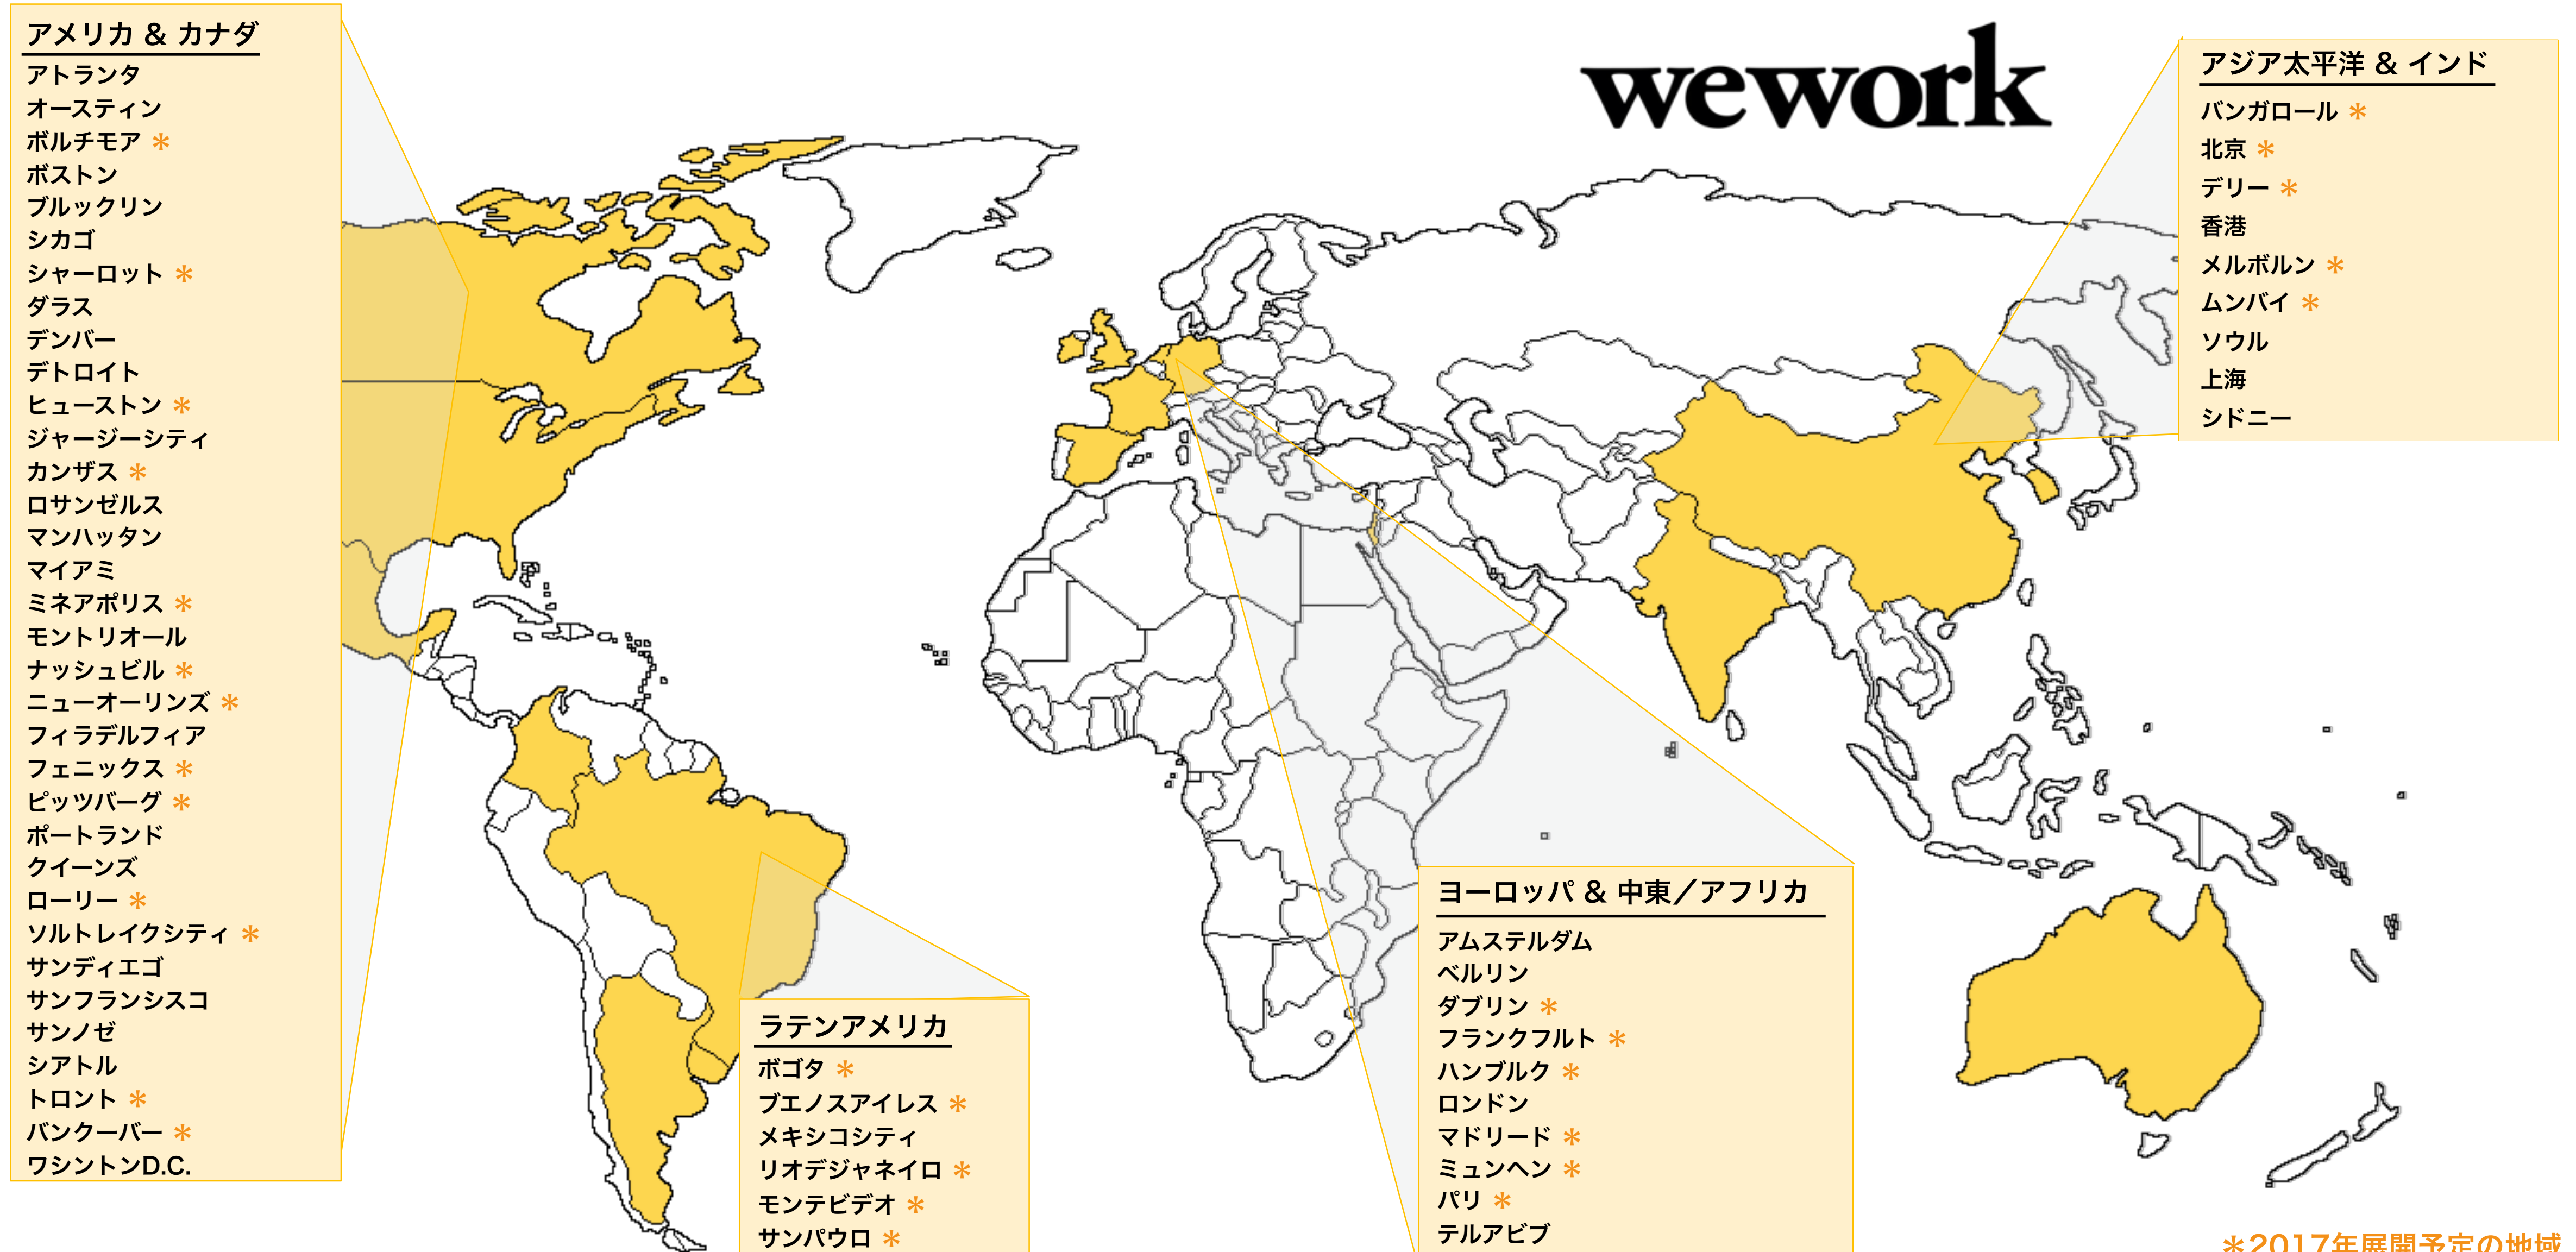 アメリカ & カナダ
アトランタ
オースティン
ボルチモア *
ボストン
ブルックリン
シカゴ
シャーロット *
ダラス
デンバー
デトロイト
ヒューストン *
ジャージーシティ
カンザス *
ロサンゼルス
マンハッタン
マイアミ
ミネアポリス *
モントリオール
ナッシュビル *
ニューオーリンズ *
フィラデルフィア
フェニックス *
ピッツバーグ *
ポートランド
クイーンズ
ローリー *
ソルトレイクシティ *
サンディエゴ
サンフランシスコ
サンノゼ
シアトル
トロント *
バンクーバー *
ワシントンD.C.
wework
アジア太平洋 & インド
バンガロール *
北京 *
デリー *
香港
メルボルン *
ムンバイ *
ソウル
上海
シドニー
ラテンアメリカ
ボゴタ *
ブエノスアイレス *
メキシコシティ
リオデジャネイロ *
モンテビデオ *
サンパウロ *
ヨーロッパ & 中東／アフリカ
アムステルダム
ベルリン
ダブリン *
フランクフルト *
ハンブルク *
ロンドン
マドリード *
ミュンヘン *
パリ *
テルアビブ
*2017年展開予定の地域